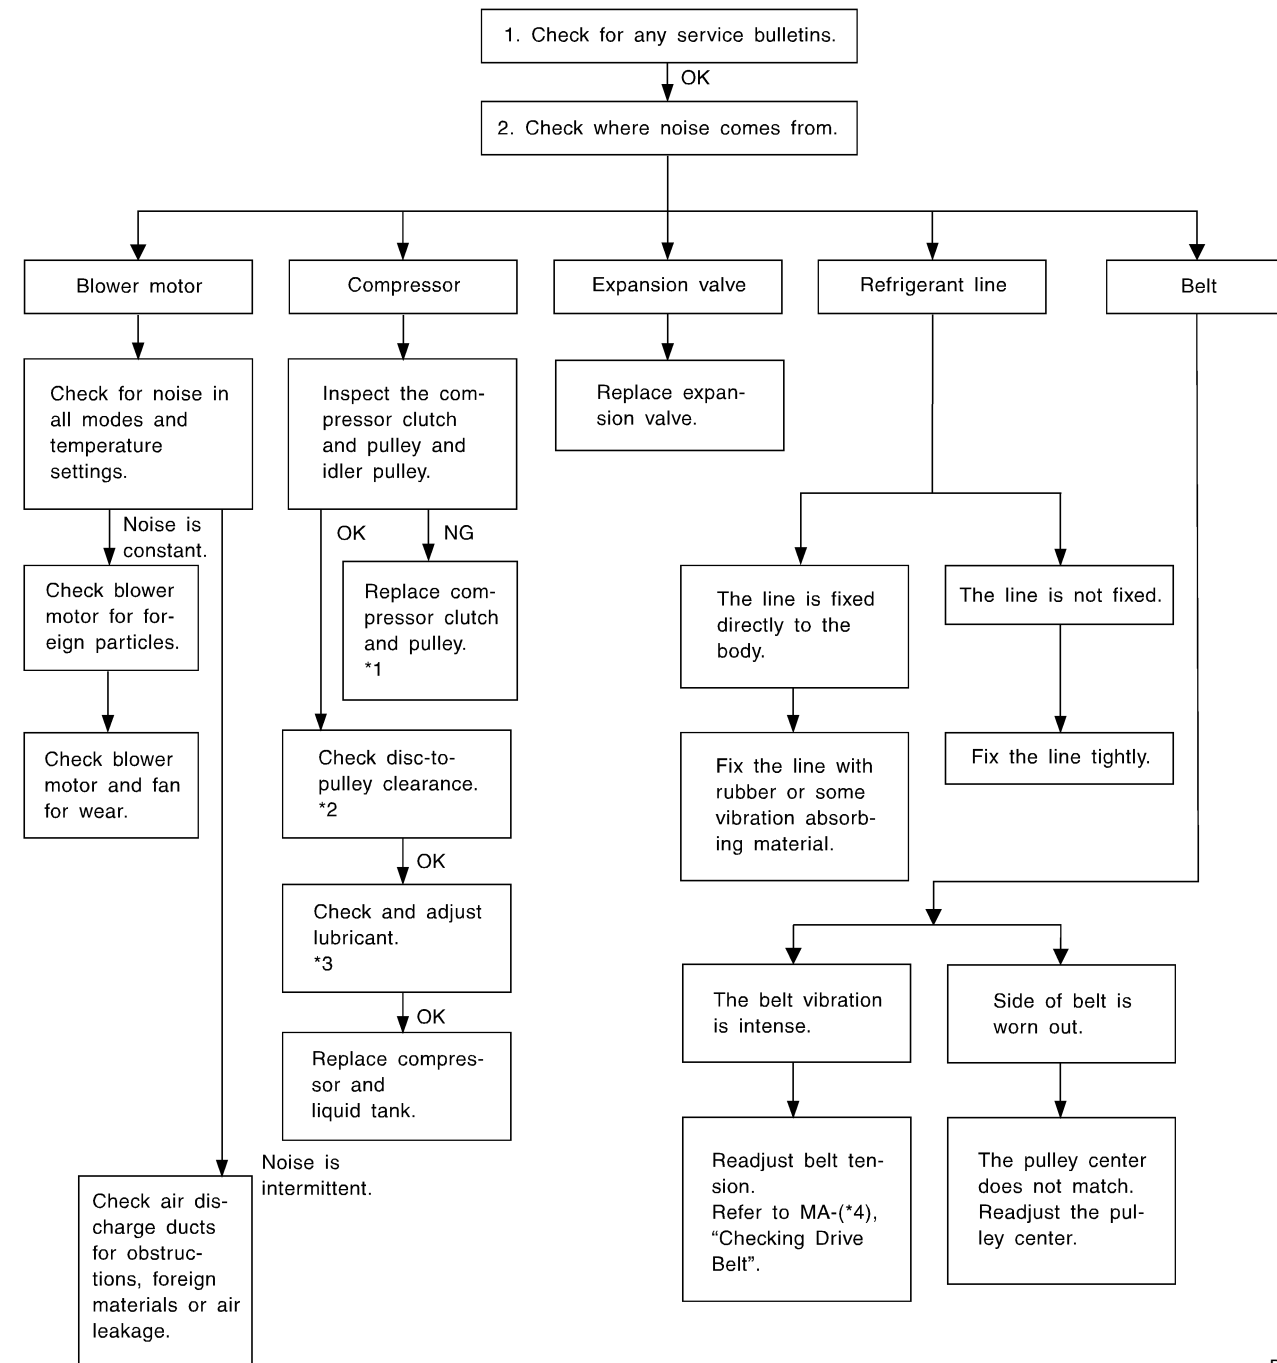 1. Check for any service bulletins.
OK
2. Check where noise comes from.
Blower motor
Compressor
Expansion valve
Refrigerant line
Belt
Check for noise in
all modes and
temperature
settings.
Inspect the com-
pressor clutch
and pulley and
idler pulley.
Replace expan-
sion valve.
Noise is
constant.
OK
NG
Check blower
motor for for-
eign particles.
Replace com-
pressor clutch
and pulley.
*1
The line is fixed
directly to the
body.
The line is not fixed.
Check blower
motor and fan
for wear.
Check disc-to-
pulley clearance.
*2
Fix the line with
rubber or some
vibration absorb-
ing material.
Fix the line tightly.
OK
Check and adjust
lubricant.
*3
OK
Replace compres-
sor and
liquid tank.
The belt vibration
is intense.
Side of belt is
worn out.
Noise is
intermittent.
Check air dis-
charge ducts
for obstruc-
tions, foreign
materials or air
leakage.
Readjust belt ten-
sion.
Refer to MA-(*4),
“Checking Drive
Belt”.
The pulley center
does not match.
Readjust the pul-
ley center.